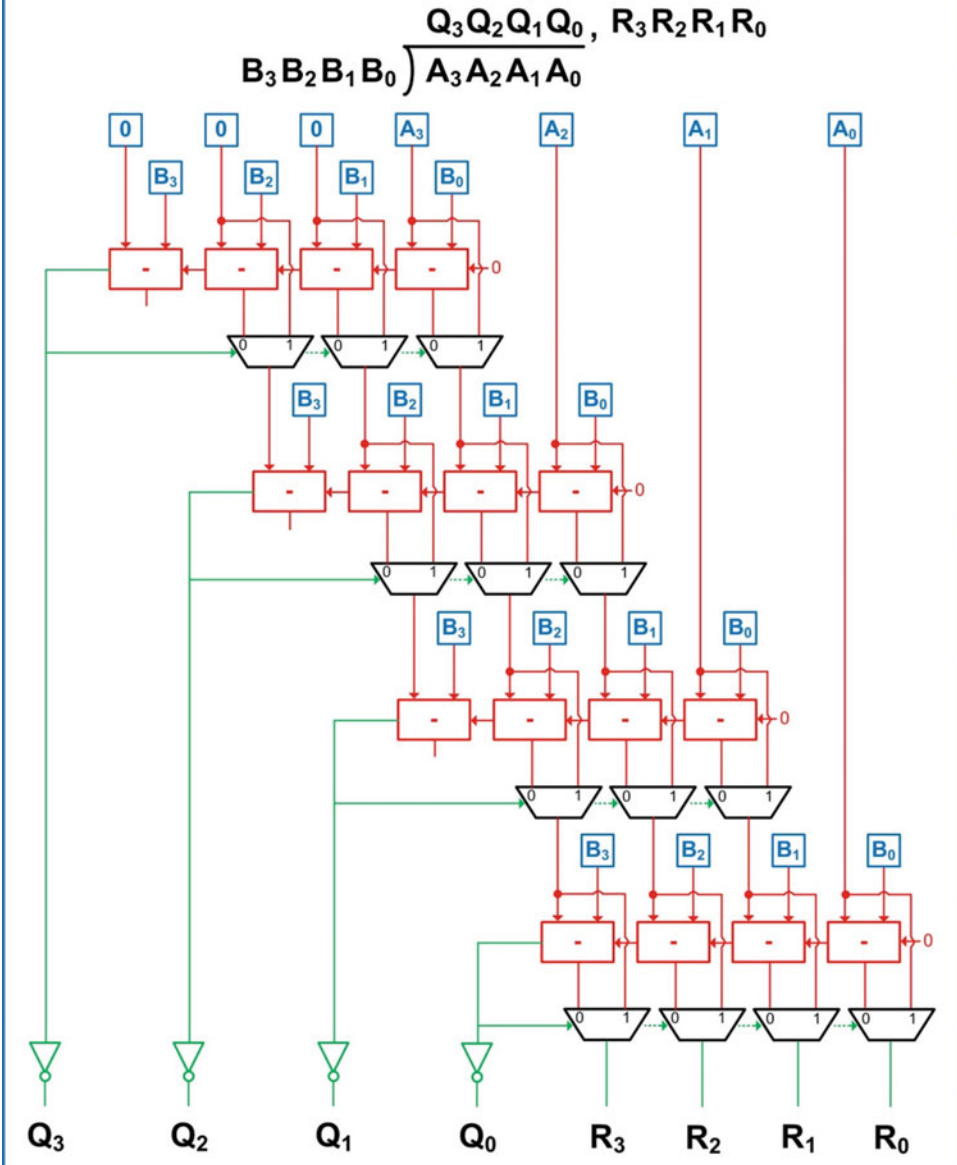 Q₃Q₂Q₁Q₀, R₃R₂R₁R₀
B₃B₂B₁B₀ ) A₃A₂A₁A₀
0 0 0 A₃ A₂ A₁ A₀
B₃ B₂ B₁ B₀
- - - - 0
0 1 0 1 0 1
B₃ B₂ B₁ B₀
- - - - 0
0 1 0 1 0 1
B₃ B₂ B₁ B₀
- - - - 0
0 1 0 1 0 1
B₃ B₂ B₁ B₀
- - - - 0
0 1 0 1 0 1 0 1
Q₃ Q₂ Q₁ Q₀ R₃ R₂ R₁ R₀